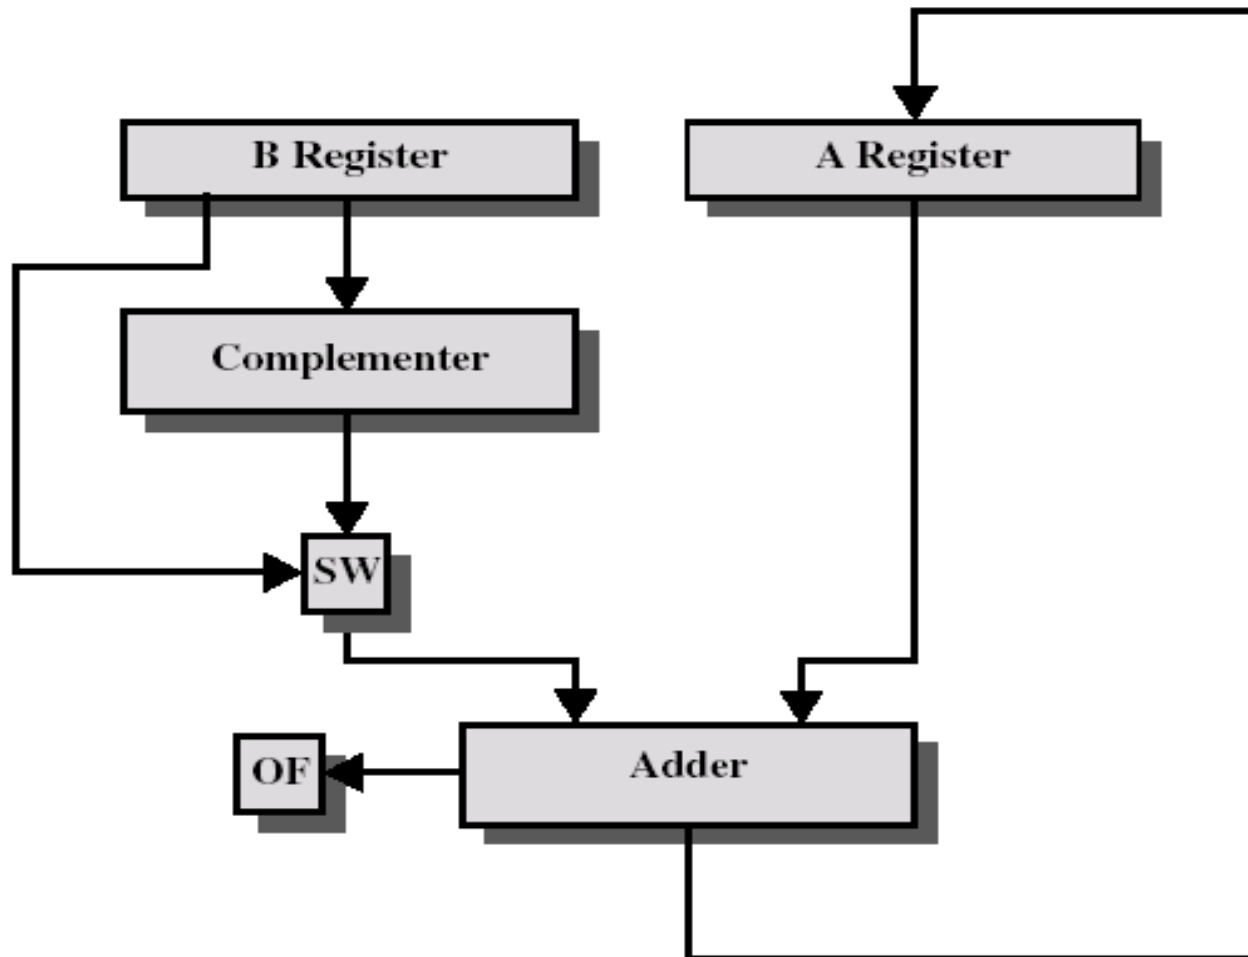 B Register
A Register
Complementer
SW
OF
Adder